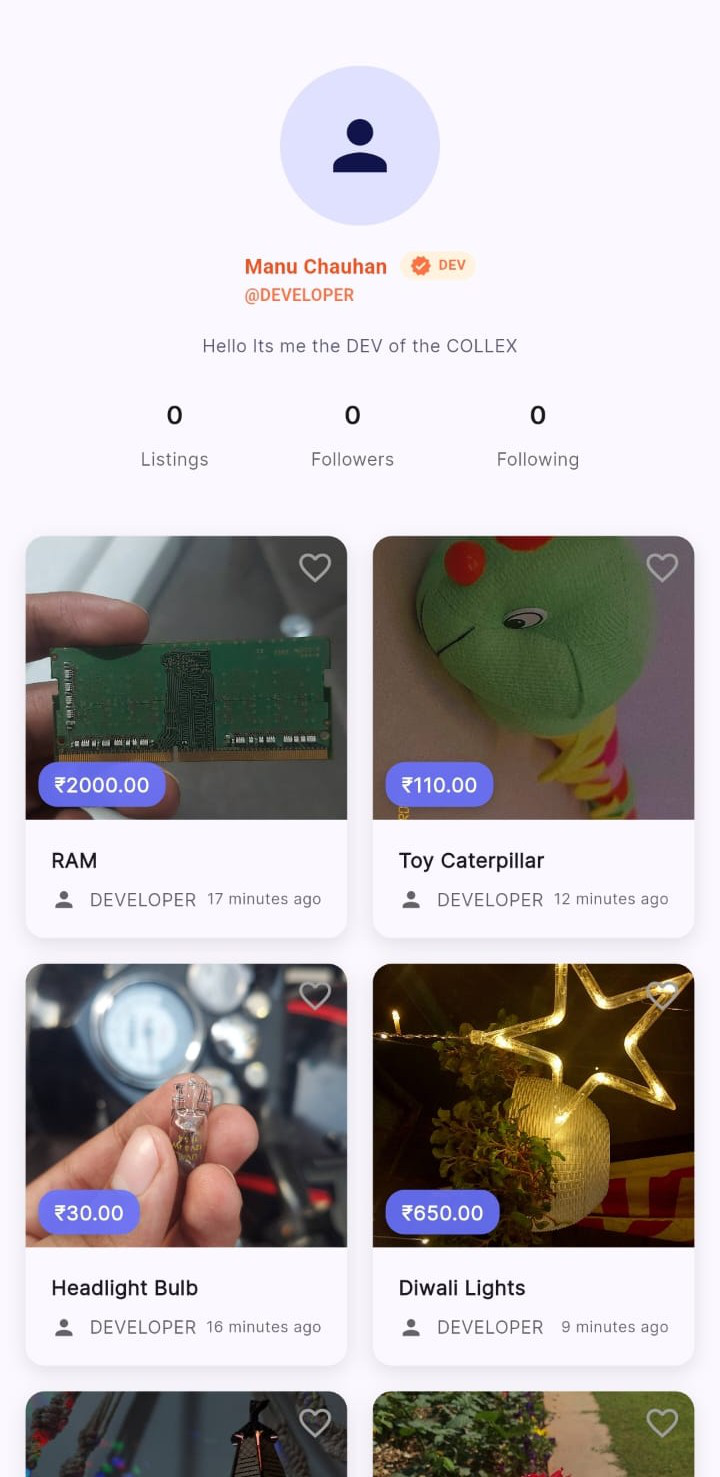 Manu Chauhan DEV
@DEVELOPER
Hello Its me the DEV of the COLLEX
0 0 0
Listings Followers Following
₹2000.00
RAM
DEVELOPER 17 minutes ago
₹110.00
Toy Caterpillar
DEVELOPER 12 minutes ago
₹30.00
Headlight Bulb
DEVELOPER 16 minutes ago
₹650.00
Diwali Lights
DEVELOPER 9 minutes ago